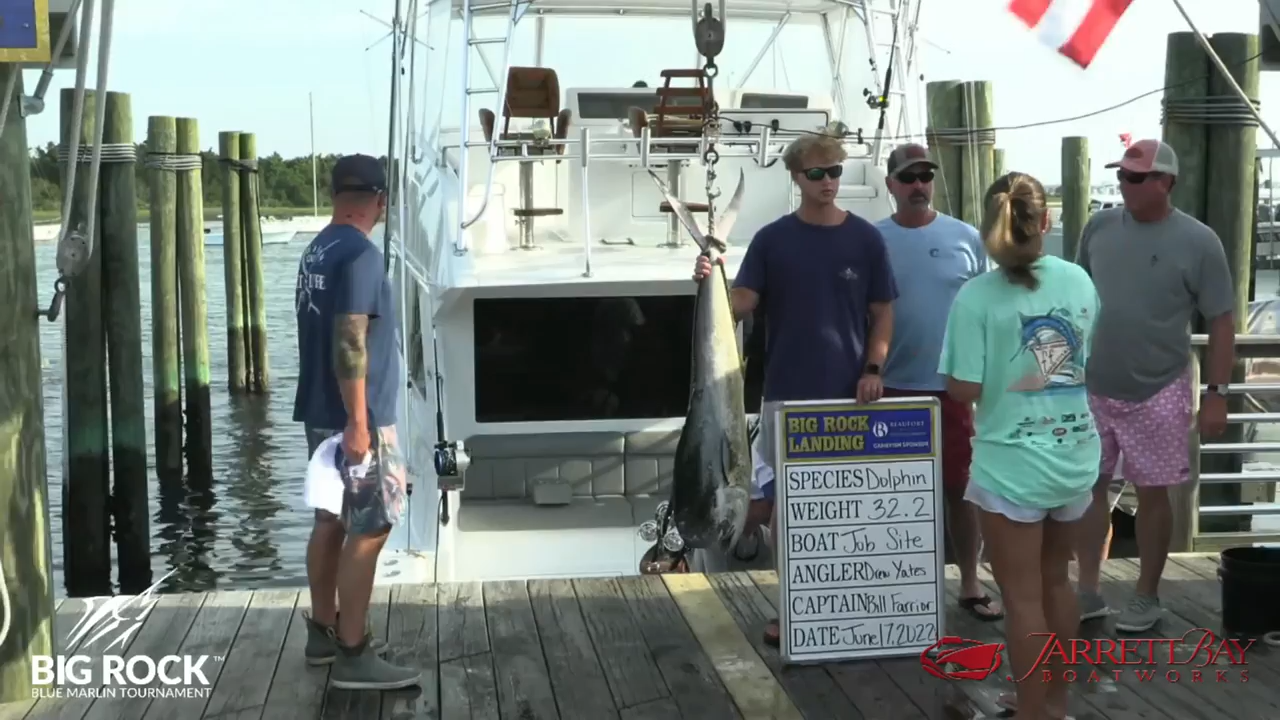 BIG ROCK
LANDING
BEAUFORT
SPECIES Dolphin
WEIGHT 32.2
BOAT Job Site
ANGLER Drew Yates
CAPTAIN Bill Farrior
DATE June 17, 2022
BIG ROCK™
BLUE MARLIN TOURNAMENT
JARRETT BAY
BOATWORKS